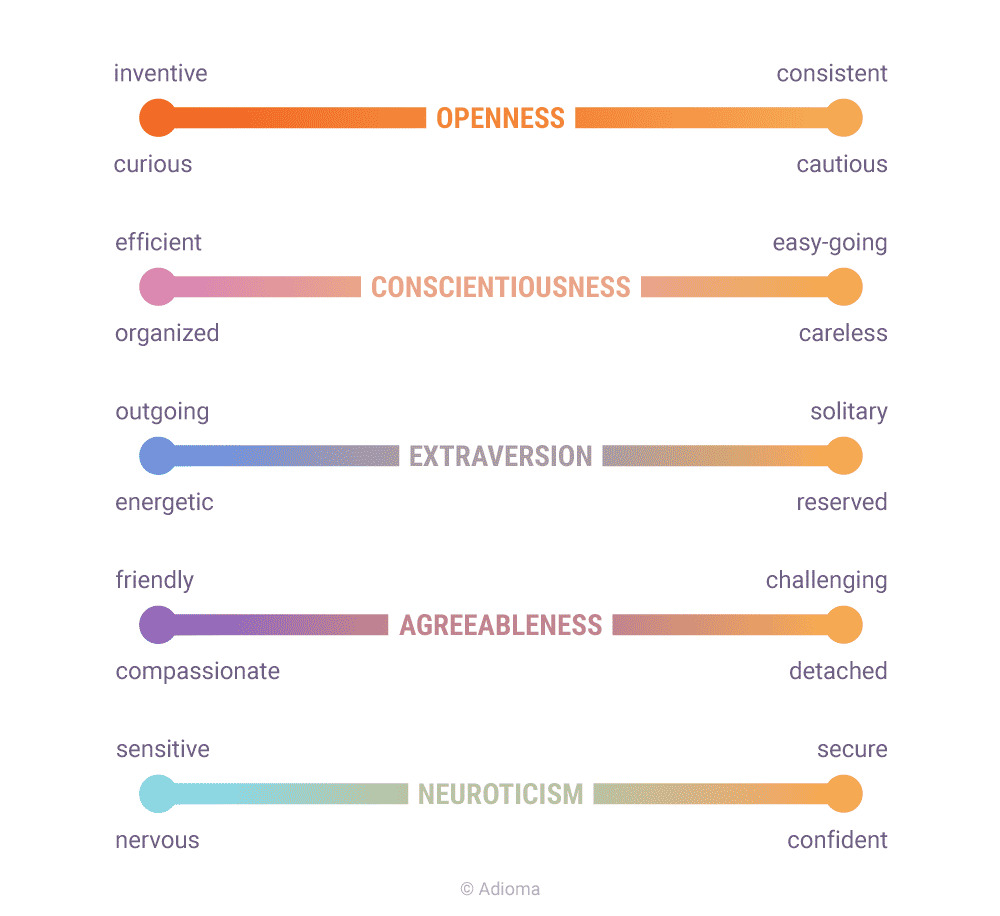 inventive consistent
OPENNESS
curious cautious
efficient easy-going
CONSCIENTIOUSNESS
organized careless
outgoing solitary
EXTRAVERSION
energetic reserved
friendly challenging
AGREEABLENESS
compassionate detached
sensitive secure
NEUROTICISM
nervous confident
© Adioma